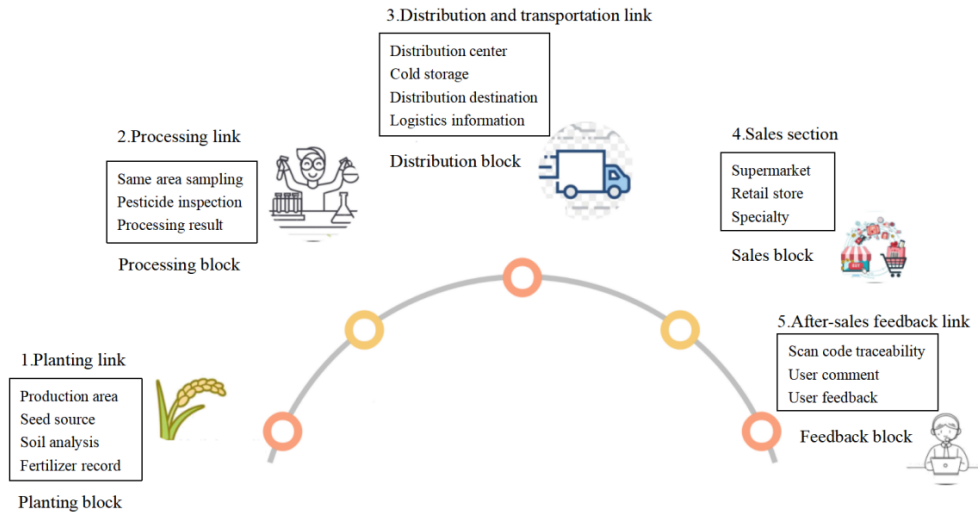 3.Distribution and transportation link
Distribution center
Cold storage
Distribution destination
Logistics information
Distribution block
2.Processing link
Same area sampling
Pesticide inspection
Processing result
Processing block
4.Sales section
Supermarket
Retail store
Specialty
Sales block
1.Planting link
Production area
Seed source
Soil analysis
Fertilizer record
Planting block
5.After-sales feedback link
Scan code traceability
User comment
User feedback
Feedback block